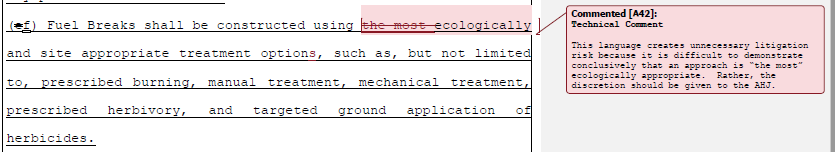 (ef) Fuel Breaks shall be constructed using the most ecologically
and site appropriate treatment options, such as, but not limited
to, prescribed burning, manual treatment, mechanical treatment,
prescribed herbivory, and targeted ground application of
herbicides.
Commented [A42]:
Technical Comment
This language creates unnecessary litigation
risk because it is difficult to demonstrate
conclusively that an approach is “the most”
ecologically appropriate. Rather, the
discretion should be given to the AHJ.